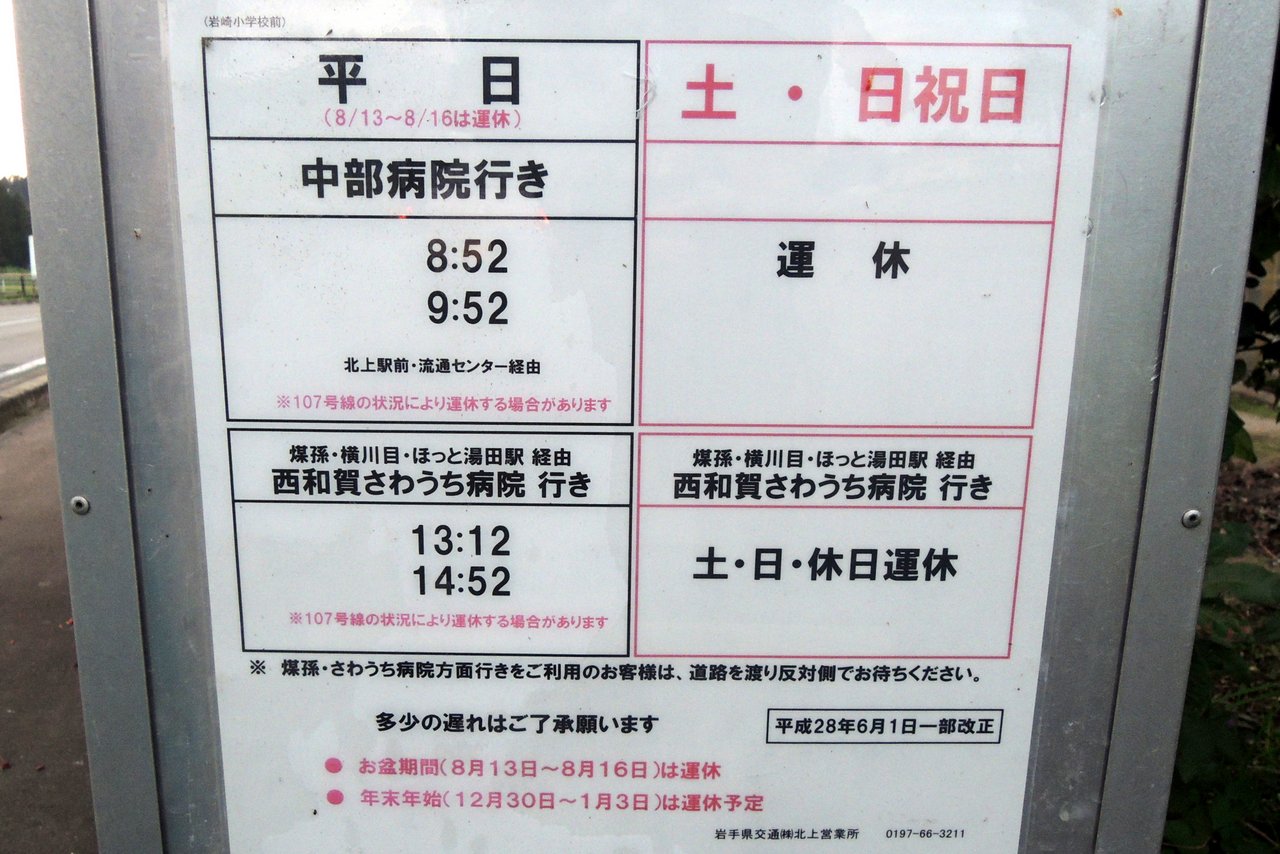 (岩崎小学校前)
平 日
(8/13～8/16は運休)
土・日祝日
中部病院行き
8:52
9:52
運 休
北上駅前・流通センター経由
※107号線の状況により運休する場合があります
煤孫・横川目・ほっと湯田駅 経由
西和賀さわうち病院 行き
煤孫・横川目・ほっと湯田駅 経由
西和賀さわうち病院 行き
13:12
14:52
土・日・休日運休
※107号線の状況により運休する場合があります
※ 煤孫・さわうち病院方面行きをご利用のお客様は、道路を渡り反対側でお待ちください。
多少の遅れはご了承願います
平成28年6月1日一部改正
● お盆期間(8月13日～8月16日)は運休
● 年末年始(12月30日～1月3日)は運休予定
岩手県交通㈱北上営業所 0197-66-3211